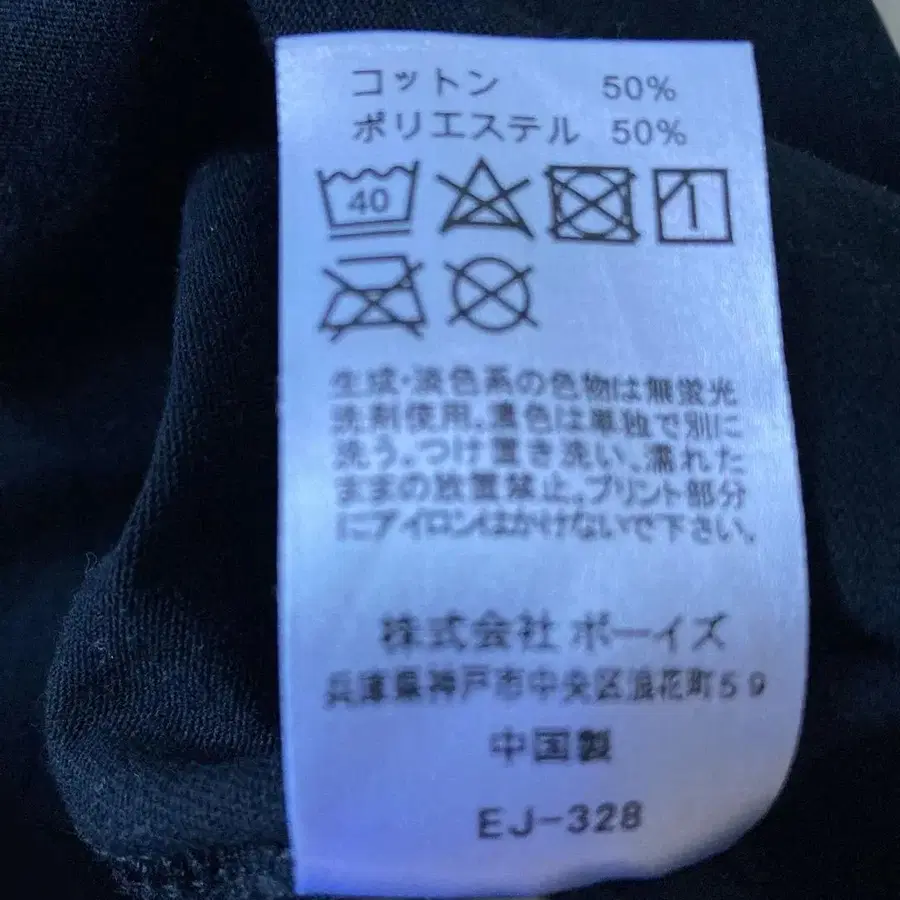 コットン 50%
ポリエステル 50%
40
生成・淡色系の色物は無蛍光
洗剤使用。濃色は単独で別に
洗う。つけ置き洗い、濡れた
ままの放置禁止。プリント部分
にアイロンはかけないで下さい。
株式会社 ボーイズ
兵庫県神戸市中央区浪花町59
中国製
EJ-328